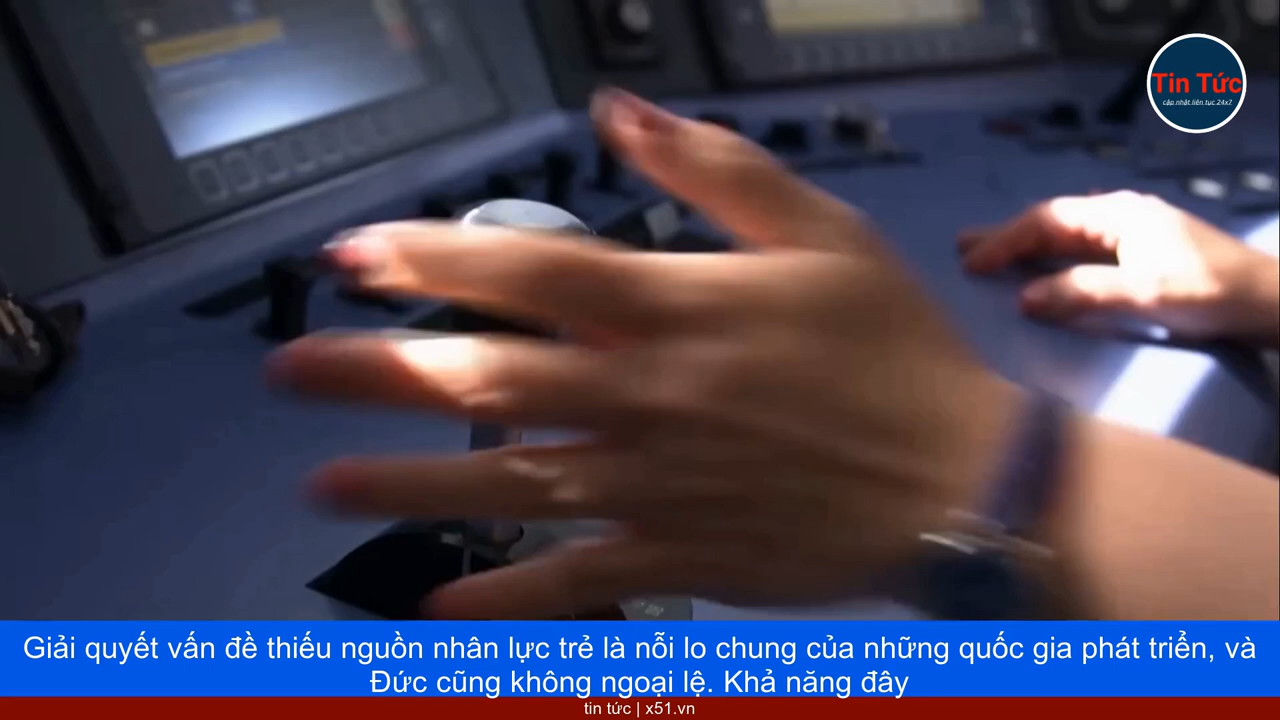 Tin Tức
cập nhật liên tục 24x7
Giải quyết vấn đề thiếu nguồn nhân lực trẻ là nỗi lo chung của những quốc gia phát triển, và
Đức cũng không ngoại lệ. Khả năng đây
tin tức | x51.vn